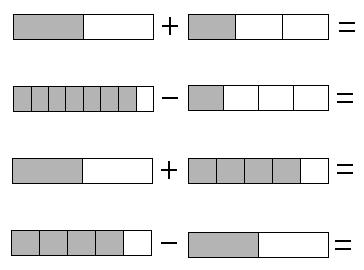 + =
− =
+ =
− =